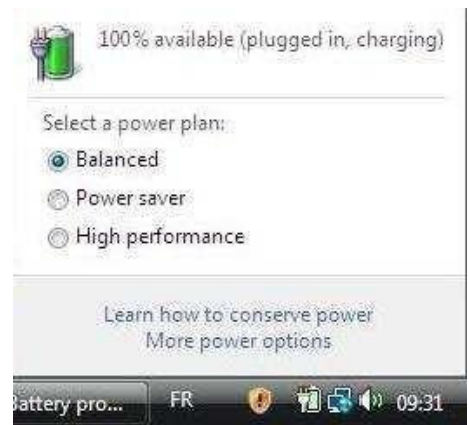 100% available (plugged in, charging)
Select a power plan:
Balanced
Power saver
High performance
Learn how to conserve power
More power options
Battery pro... FR 09:31